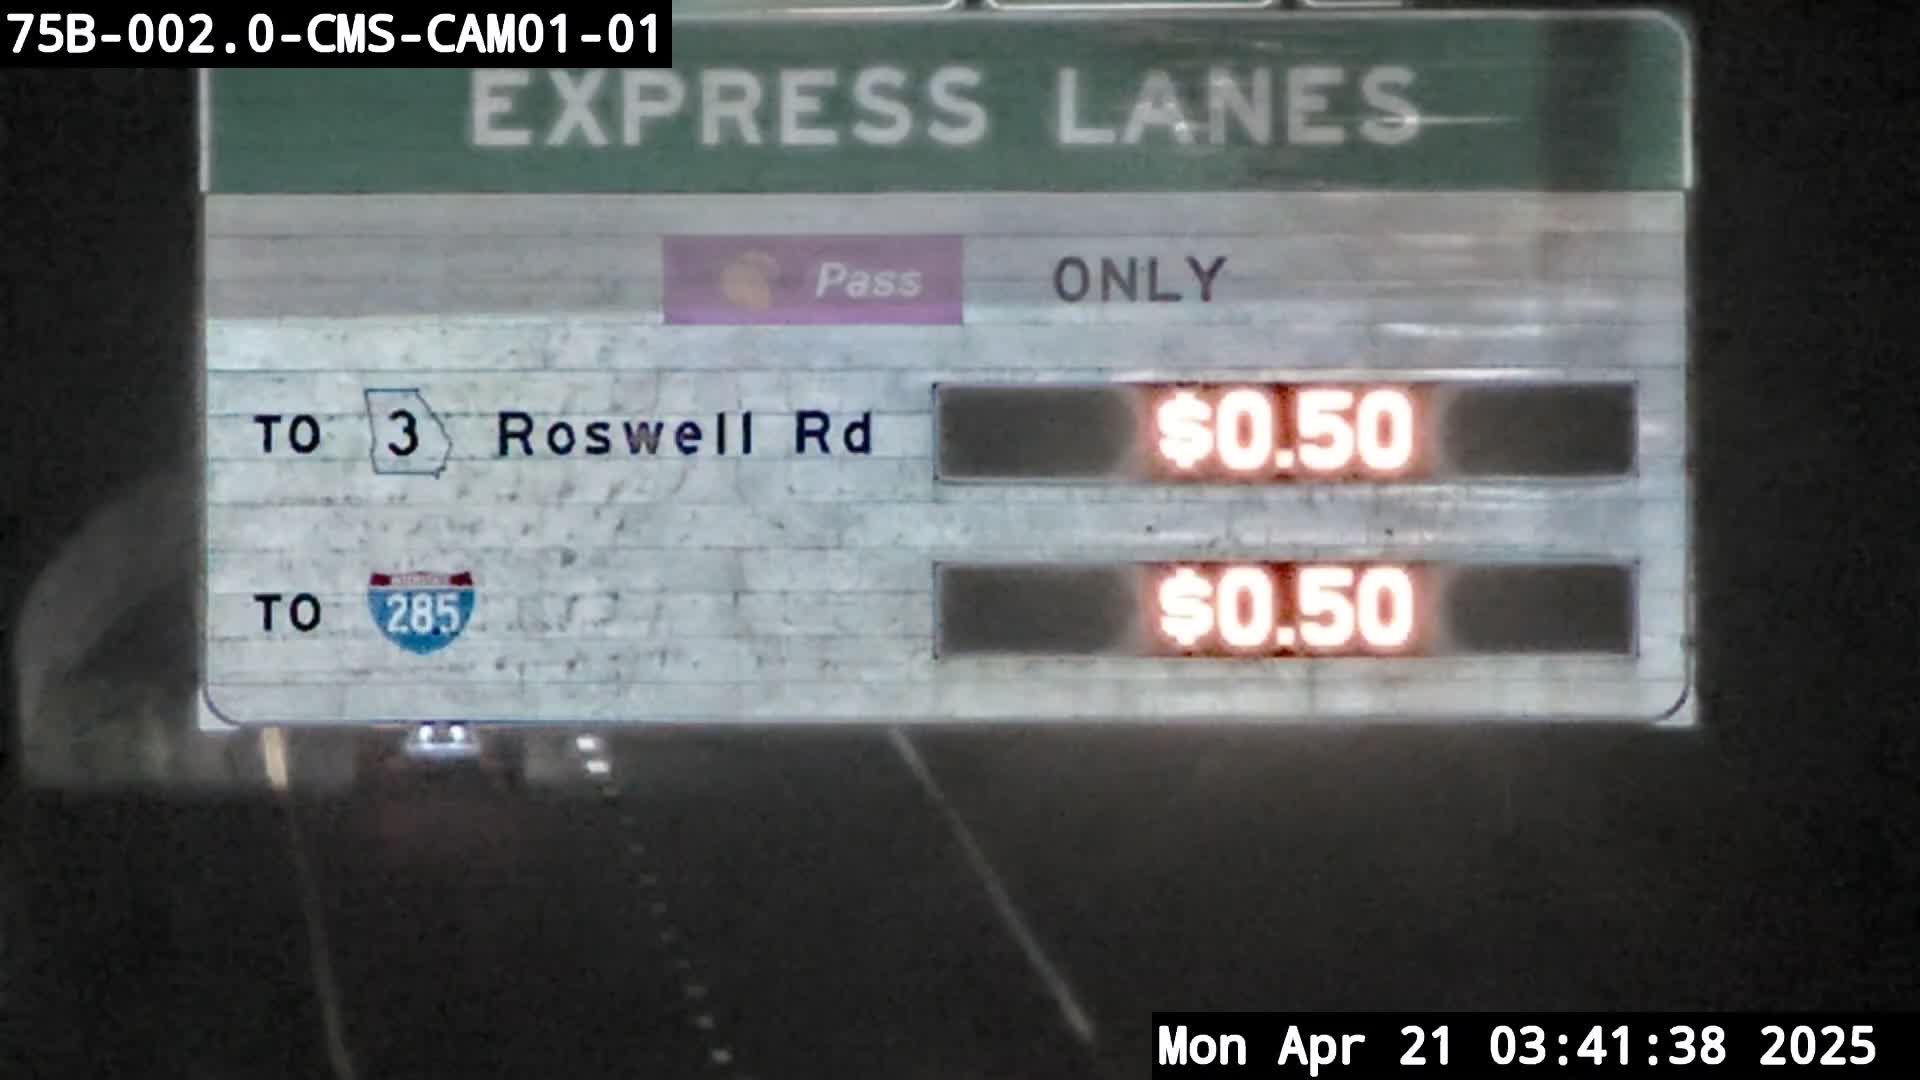 75B-002.0-CMS-CAM01-01
EXPRESS LANES
Pass ONLY
TO 3 Roswell Rd $0.50
TO 285 $0.50
Mon Apr 21 03:41:38 2025